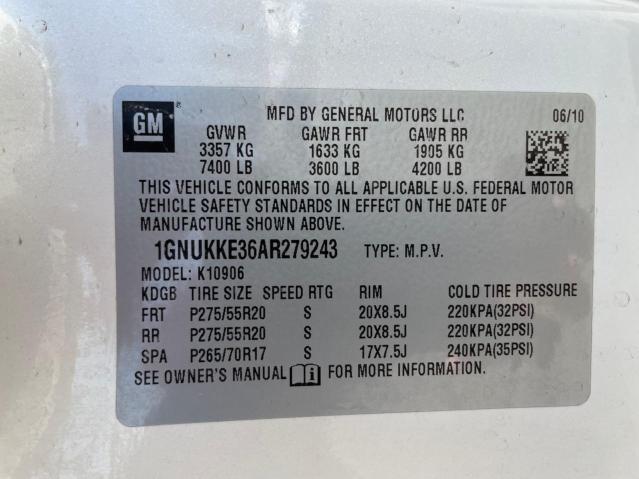 GM
MFD BY GENERAL MOTORS LLC 06/10
GVWR GAWR FRT GAWR RR
3357 KG 1633 KG 1905 KG
7400 LB 3600 LB 4200 LB
THIS VEHICLE CONFORMS TO ALL APPLICABLE U.S. FEDERAL MOTOR
VEHICLE SAFETY STANDARDS IN EFFECT ON THE DATE OF
MANUFACTURE SHOWN ABOVE.
1GNUKKE36AR279243 TYPE: M.P.V.
MODEL: K10906
KDGB TIRE SIZE SPEED RTG RIM COLD TIRE PRESSURE
FRT P275/55R20 S 20X8.5J 220KPA(32PSI)
RR P275/55R20 S 20X8.5J 220KPA(32PSI)
SPA P265/70R17 S 17X7.5J 240KPA(35PSI)
SEE OWNER'S MANUAL i FOR MORE INFORMATION.